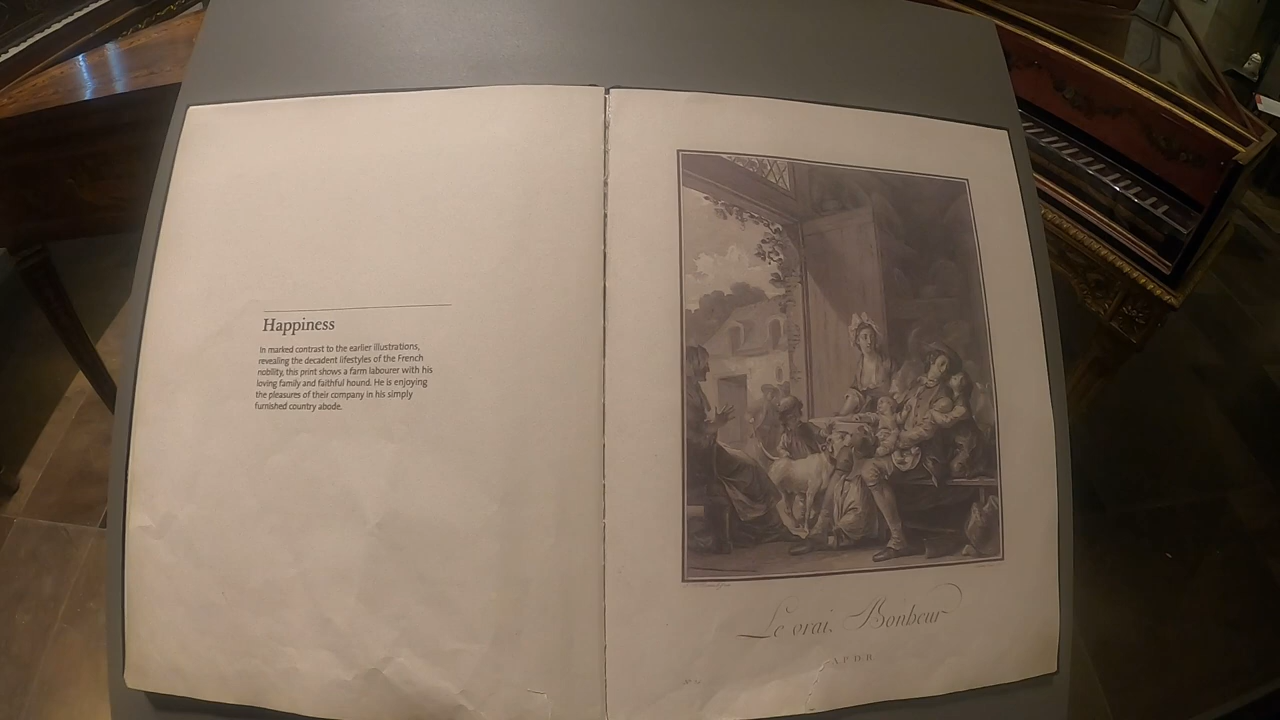 Happiness
In marked contrast to the earlier illustrations,
revealing the decadent lifestyles of the French
nobility, this print shows a farm labourer with his
loving family and faithful hound. He is enjoying
the pleasures of their company in his simply
furnished country abode.
Le vrai Bonheur
A P D R